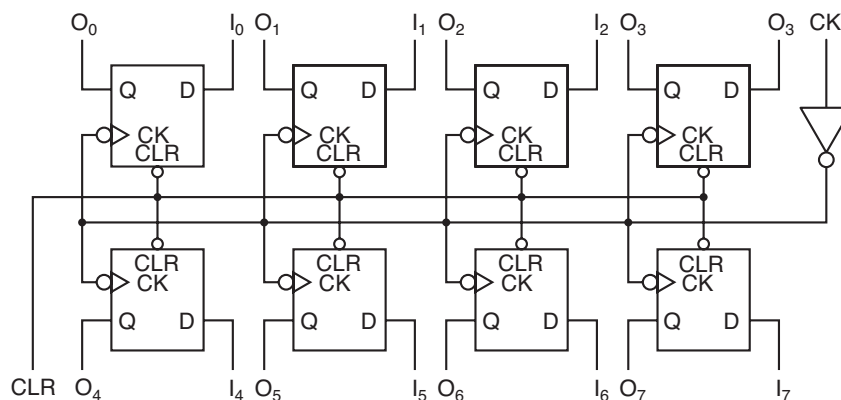 O₀ I₀ O₁ I₁ O₂ I₂ O₃ O₃ CK
Q D Q D Q D Q D
CK CK CK CK
CLR CLR CLR CLR
CLR CLR CLR CLR
CK CK CK CK
Q D Q D Q D Q D
CLR O₄ I₄ O₅ I₅ O₆ I₆ O₇ I₇